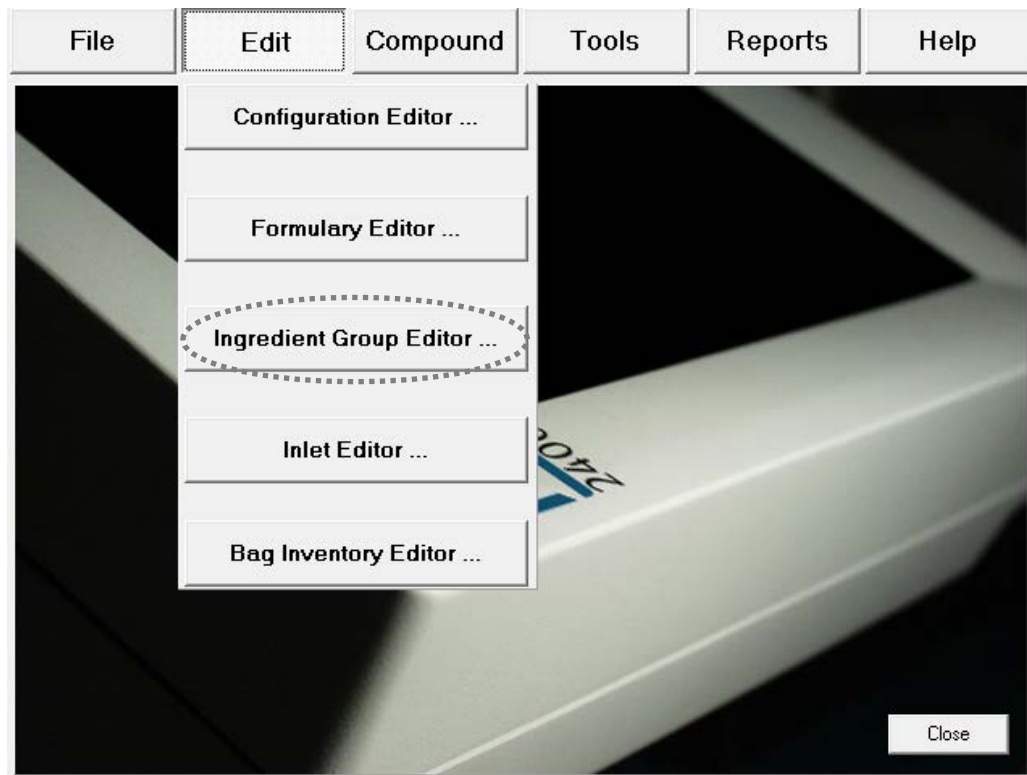 File
Edit
Compound
Tools
Reports
Help
Configuration Editor ...
Formulary Editor ...
Ingredient Group Editor ...
Inlet Editor ...
Bag Inventory Editor ...
2400
Close